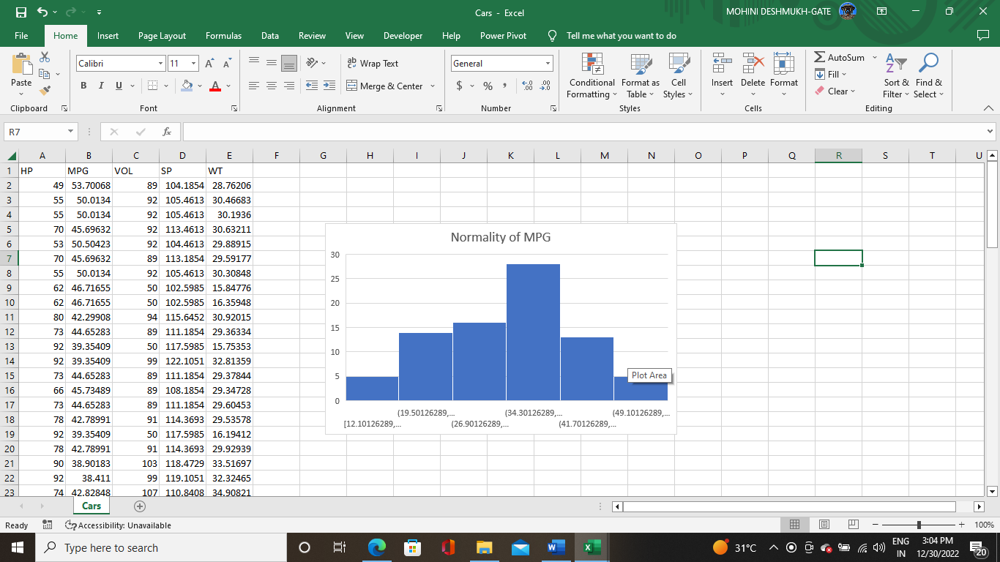 Cars - Excel
MOHINI DESHMUKH-GATE
File Home Insert Page Layout Formulas Data Review View Developer Help Power Pivot Tell me what you want to do
Paste
Clipboard
Calibri 11
B I U
Font
Wrap Text
Merge & Center
Alignment
General
$ % ,
Number
Conditional Formatting
Format as Table
Cell Styles
Styles
Insert Delete Format
Cells
AutoSum
Fill
Clear
Sort & Filter
Find & Select
Editing
R7
fx
A B C D E F G H I J K L M N O P Q R S T U
1 HP MPG VOL SP WT
2 49 53.70068 89 104.1854 28.76206
3 55 50.0134 92 105.4613 30.46683
4 55 50.0134 92 105.4613 30.1936
5 70 45.69632 92 113.4613 30.63211
6 53 50.50423 92 104.4613 29.88915
7 70 45.69632 89 113.1854 29.59177
8 55 50.0134 92 105.4613 30.30848
9 62 46.71655 50 102.5985 15.84776
10 62 46.71655 50 102.5985 16.35948
11 80 42.29908 94 115.6452 30.92015
12 73 44.65283 89 111.1854 29.36334
13 92 39.35409 50 117.5985 15.75353
14 92 39.35409 99 122.1051 32.81359
15 73 44.65283 89 111.1854 29.37844
16 66 45.73489 89 108.1854 29.34728
17 73 44.65283 89 111.1854 29.60453
18 78 42.78991 91 114.3693 29.53578
19 92 39.35409 50 117.5985 16.19412
20 78 42.78991 91 114.3693 29.92939
21 90 38.90183 103 118.4729 33.51697
22 92 38.411 99 119.1051 32.32465
23 74 42.82848 107 110.8408 34.90821
Normality of MPG
30
25
20
15
10
5
0
Plot Area
(19.50126289,... (34.30126289,... (49.10126289,...
[12.10126289,... (26.90126289,... (41.70126289,...
Cars
Ready Accessibility: Unavailable 100%
Type here to search
31°C
ENG
IN
3:04 PM
12/30/2022
20